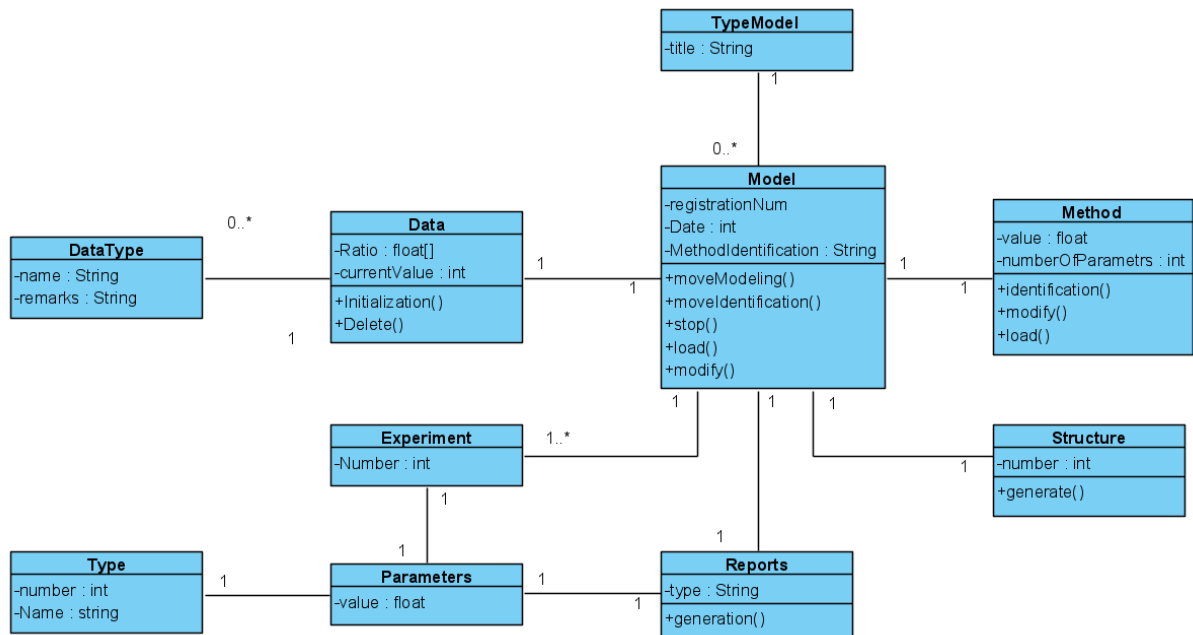 TypeModel
-title : String
1
0..*
Model
-registrationNum
-Date : int
-MethodIdentification : String
+moveModeling()
+moveIdentification()
+stop()
+load()
+modify()
Method
-value : float
-numberOfParametrs : int
+identification()
+modify()
+load()
1
1
Data
-Ratio : float[]
-currentValue : int
+Initialization()
+Delete()
1
1
0..*
DataType
-name : String
-remarks : String
1
1
1
1
Experiment
-Number : int
1..*
Structure
-number : int
+generate()
1
1
1
1
Type
-number : int
-Name : string
1
Parameters
-value : float
1
1
Reports
-type : String
+generation()